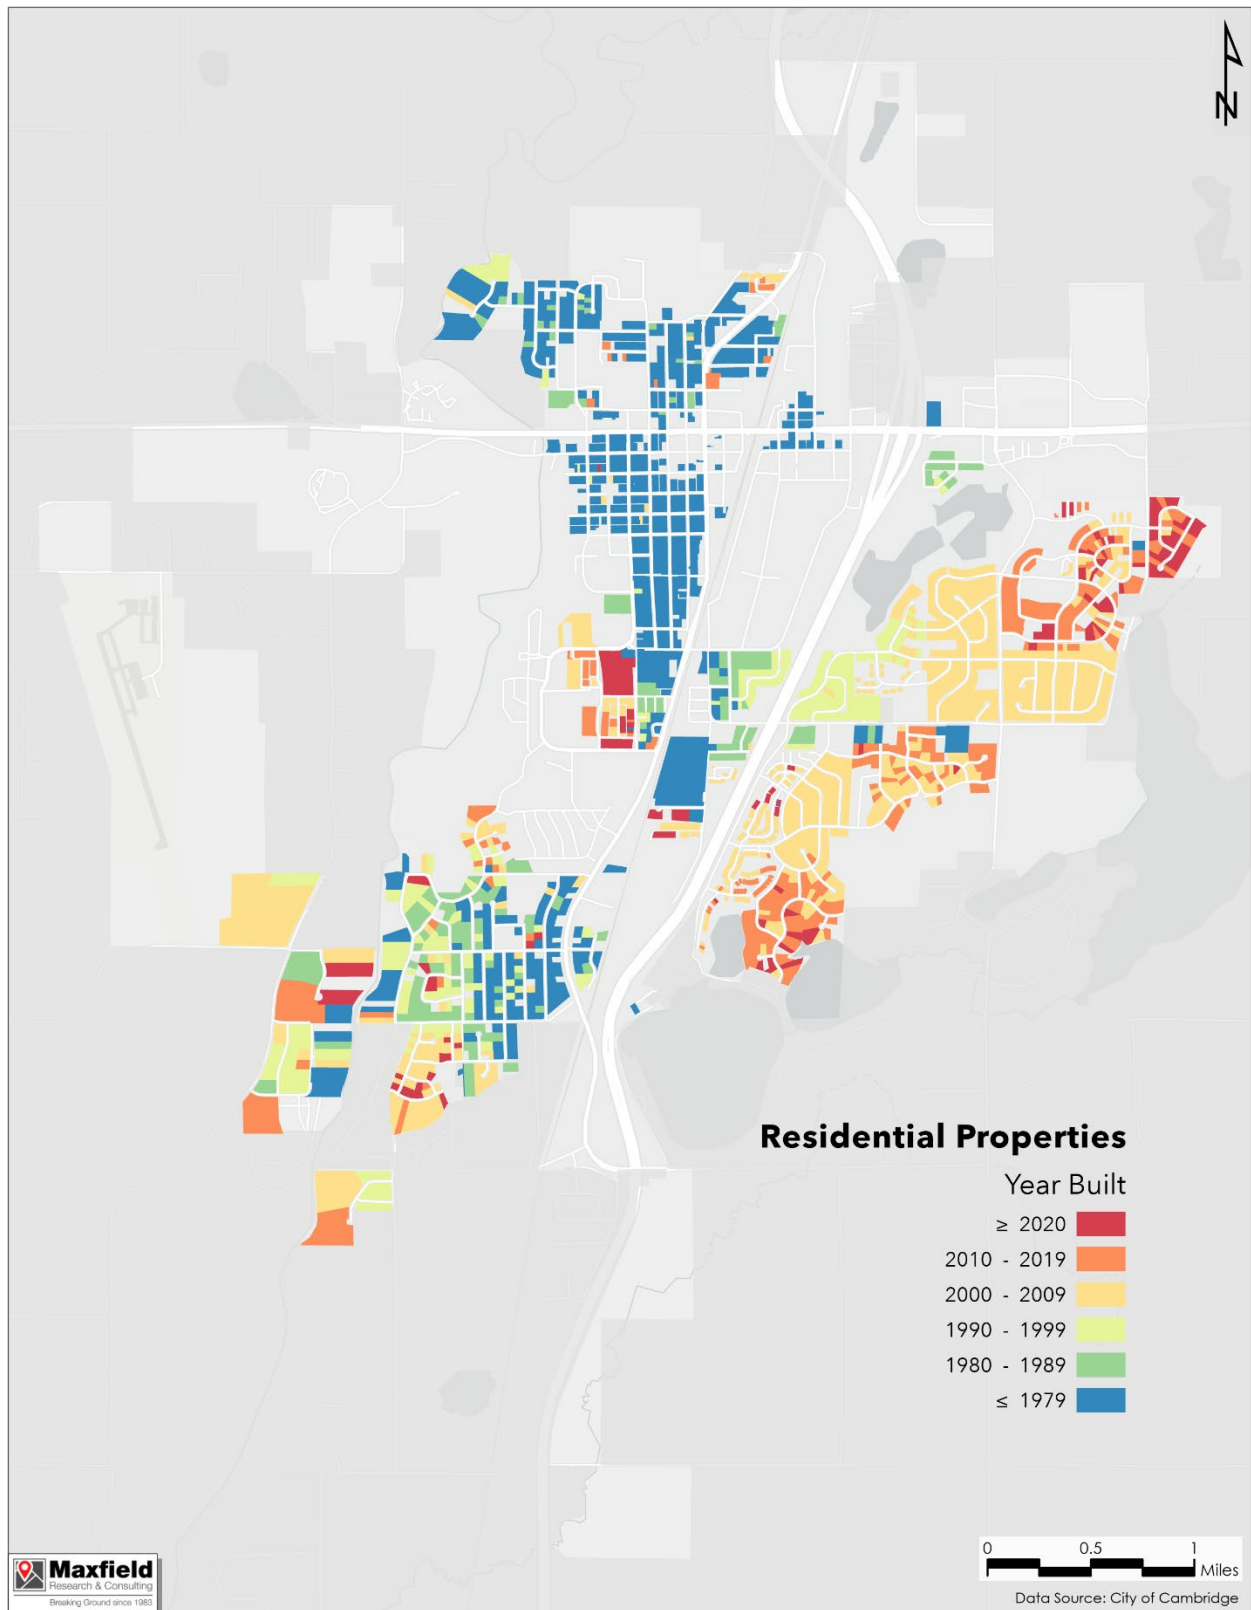 N
Residential Properties
Year Built
≥ 2020
2010 - 2019
2000 - 2009
1990 - 1999
1980 - 1989
≤ 1979
0 0.5 1
Miles
Data Source: City of Cambridge
Maxfield
Research & Consulting
Breaking Ground since 1983